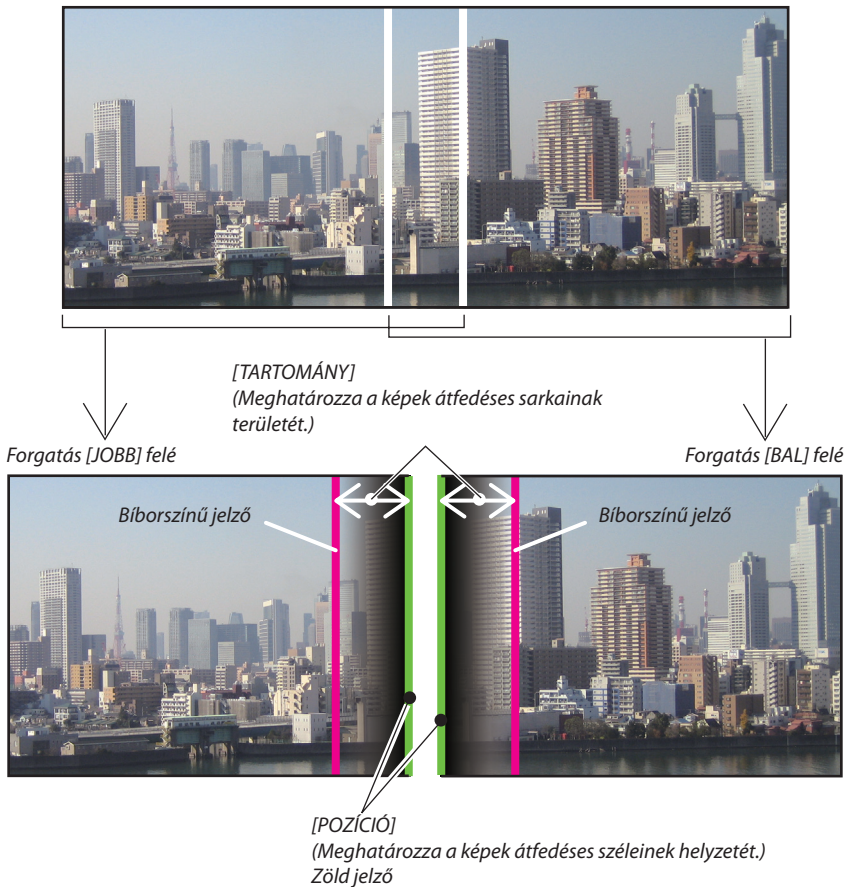 [TARTOMÁNY]
(Meghatározza a képek átfedéses sarkainak
területét.)
Forgatás [JOBB] felé
Forgatás [BAL] felé
Bíborszínű jelző
Bíborszínű jelző
[POZÍCIÓ]
(Meghatározza a képek átfedéses széleinek helyzetét.)
Zöld jelző